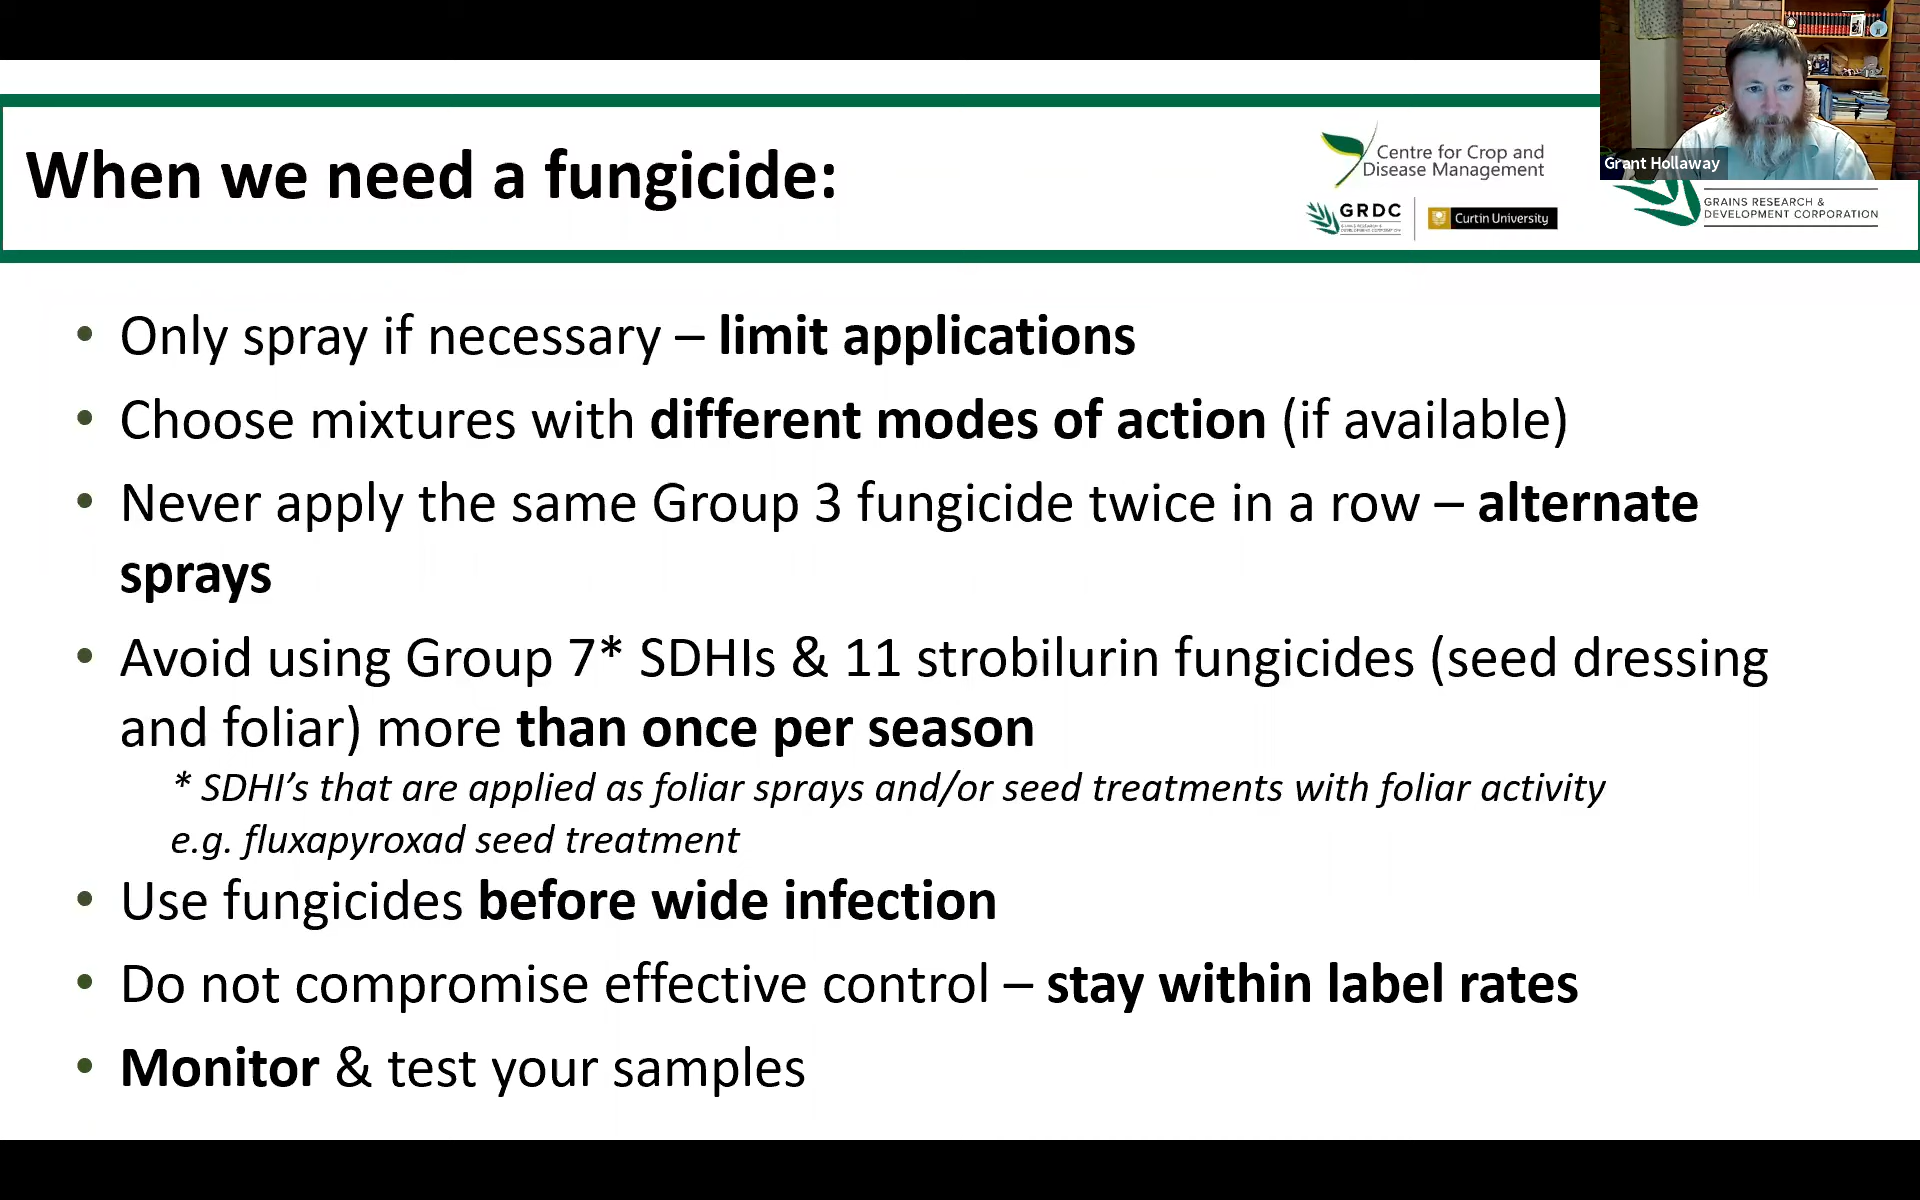 Grant Hollaway
When we need a fungicide:
Centre for Crop and
Disease Management
GRDC
Curtin University
GRAINS RESEARCH &
DEVELOPMENT CORPORATION
• Only spray if necessary – limit applications
• Choose mixtures with different modes of action (if available)
• Never apply the same Group 3 fungicide twice in a row – alternate
sprays
• Avoid using Group 7* SDHIs & 11 strobilurin fungicides (seed dressing
and foliar) more than once per season
* SDHI’s that are applied as foliar sprays and/or seed treatments with foliar activity
e.g. fluxapyroxad seed treatment
• Use fungicides before wide infection
• Do not compromise effective control – stay within label rates
• Monitor & test your samples